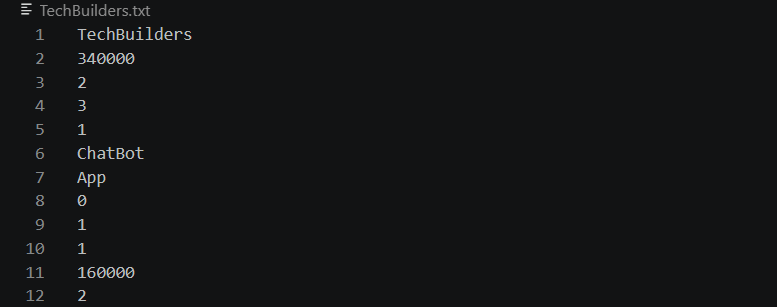 TechBuilders.txt
1 TechBuilders
2 340000
3 2
4 3
5 1
6 ChatBot
7 App
8 0
9 1
10 1
11 160000
12 2